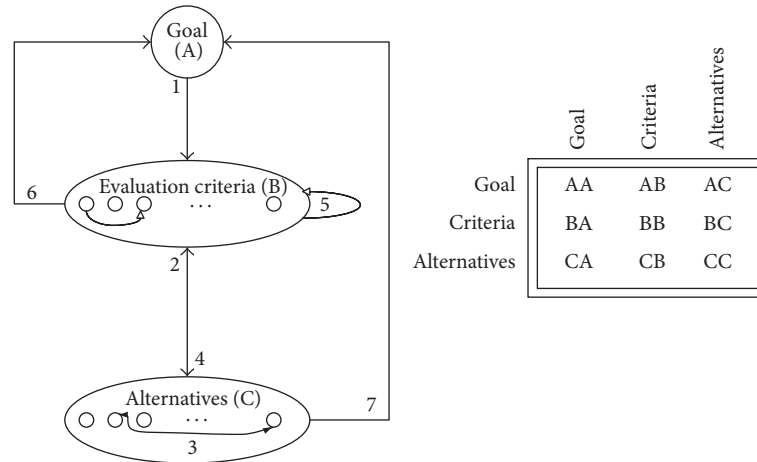 Goal
(A)
1
6
Evaluation criteria (B)
...
5
2
4
Alternatives (C)
...
3
7
Goal
Criteria
Alternatives
Goal AA AB AC
Criteria BA BB BC
Alternatives CA CB CC